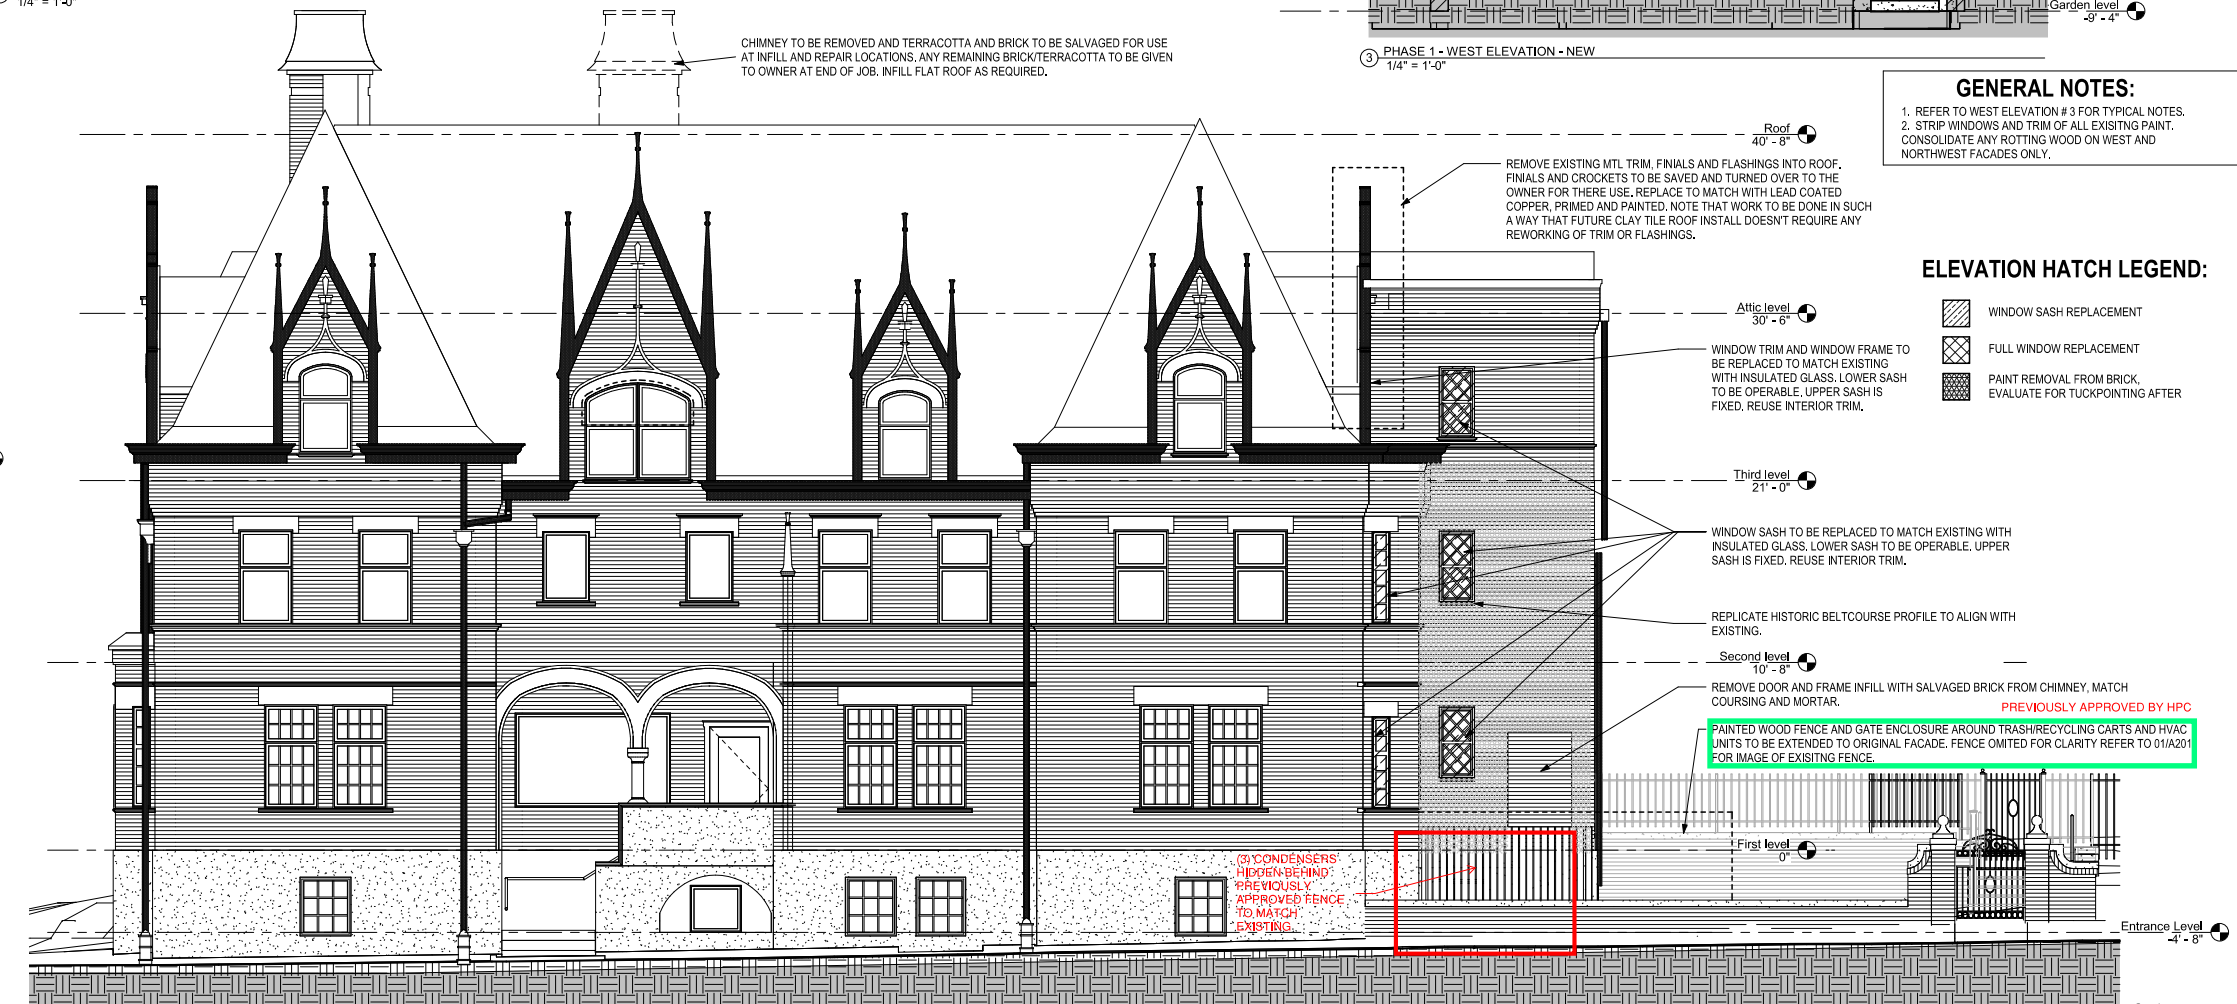 1/4" = 1'-0"
Garden level
-9' - 4"
CHIMNEY TO BE REMOVED AND TERRACOTTA AND BRICK TO BE SALVAGED FOR USE
AT INFILL AND REPAIR LOCATIONS. ANY REMAINING BRICK/TERRACOTTA TO BE GIVEN
TO OWNER AT END OF JOB. INFILL FLAT ROOF AS REQUIRED.
3
PHASE 1 - WEST ELEVATION - NEW
1/4" = 1'-0"
GENERAL NOTES:
1. REFER TO WEST ELEVATION # 3 FOR TYPICAL NOTES.
2. STRIP WINDOWS AND TRIM OF ALL EXISITNG PAINT.
CONSOLIDATE ANY ROTTING WOOD ON WEST AND
NORTHWEST FACADES ONLY.
Roof
40' - 8"
REMOVE EXISTING MTL TRIM, FINIALS AND FLASHINGS INTO ROOF.
FINIALS AND CROCKETS TO BE SAVED AND TURNED OVER TO THE
OWNER FOR THERE USE. REPLACE TO MATCH WITH LEAD COATED
COPPER, PRIMED AND PAINTED. NOTE THAT WORK TO BE DONE IN SUCH
A WAY THAT FUTURE CLAY TILE ROOF INSTALL DOESN'T REQUIRE ANY
REWORKING OF TRIM OR FLASHINGS.
ELEVATION HATCH LEGEND:
WINDOW SASH REPLACEMENT
FULL WINDOW REPLACEMENT
PAINT REMOVAL FROM BRICK,
EVALUATE FOR TUCKPOINTING AFTER
Attic level
30' - 6"
WINDOW TRIM AND WINDOW FRAME TO
BE REPLACED TO MATCH EXISTING
WITH INSULATED GLASS. LOWER SASH
TO BE OPERABLE, UPPER SASH IS
FIXED. REUSE INTERIOR TRIM.
Third level
21' - 0"
WINDOW SASH TO BE REPLACED TO MATCH EXISTING WITH
INSULATED GLASS. LOWER SASH TO BE OPERABLE. UPPER
SASH IS FIXED. REUSE INTERIOR TRIM.
REPLICATE HISTORIC BELTCOURSE PROFILE TO ALIGN WITH
EXISTING.
Second level
10' - 8"
REMOVE DOOR AND FRAME INFILL WITH SALVAGED BRICK FROM CHIMNEY, MATCH
COURSING AND MORTAR.
PREVIOUSLY APPROVED BY HPC
PAINTED WOOD FENCE AND GATE ENCLOSURE AROUND TRASH/RECYCLING CARTS AND HVAC
UNITS TO BE EXTENDED TO ORIGINAL FACADE. FENCE OMITED FOR CLARITY REFER TO 01/A201
FOR IMAGE OF EXISITNG FENCE.
First level
0"
(3) CONDENSERS
HIDDEN BEHIND
PREVIOUSLY
APPROVED FENCE
TO MATCH
EXISTING
Entrance Level
-4' - 8"